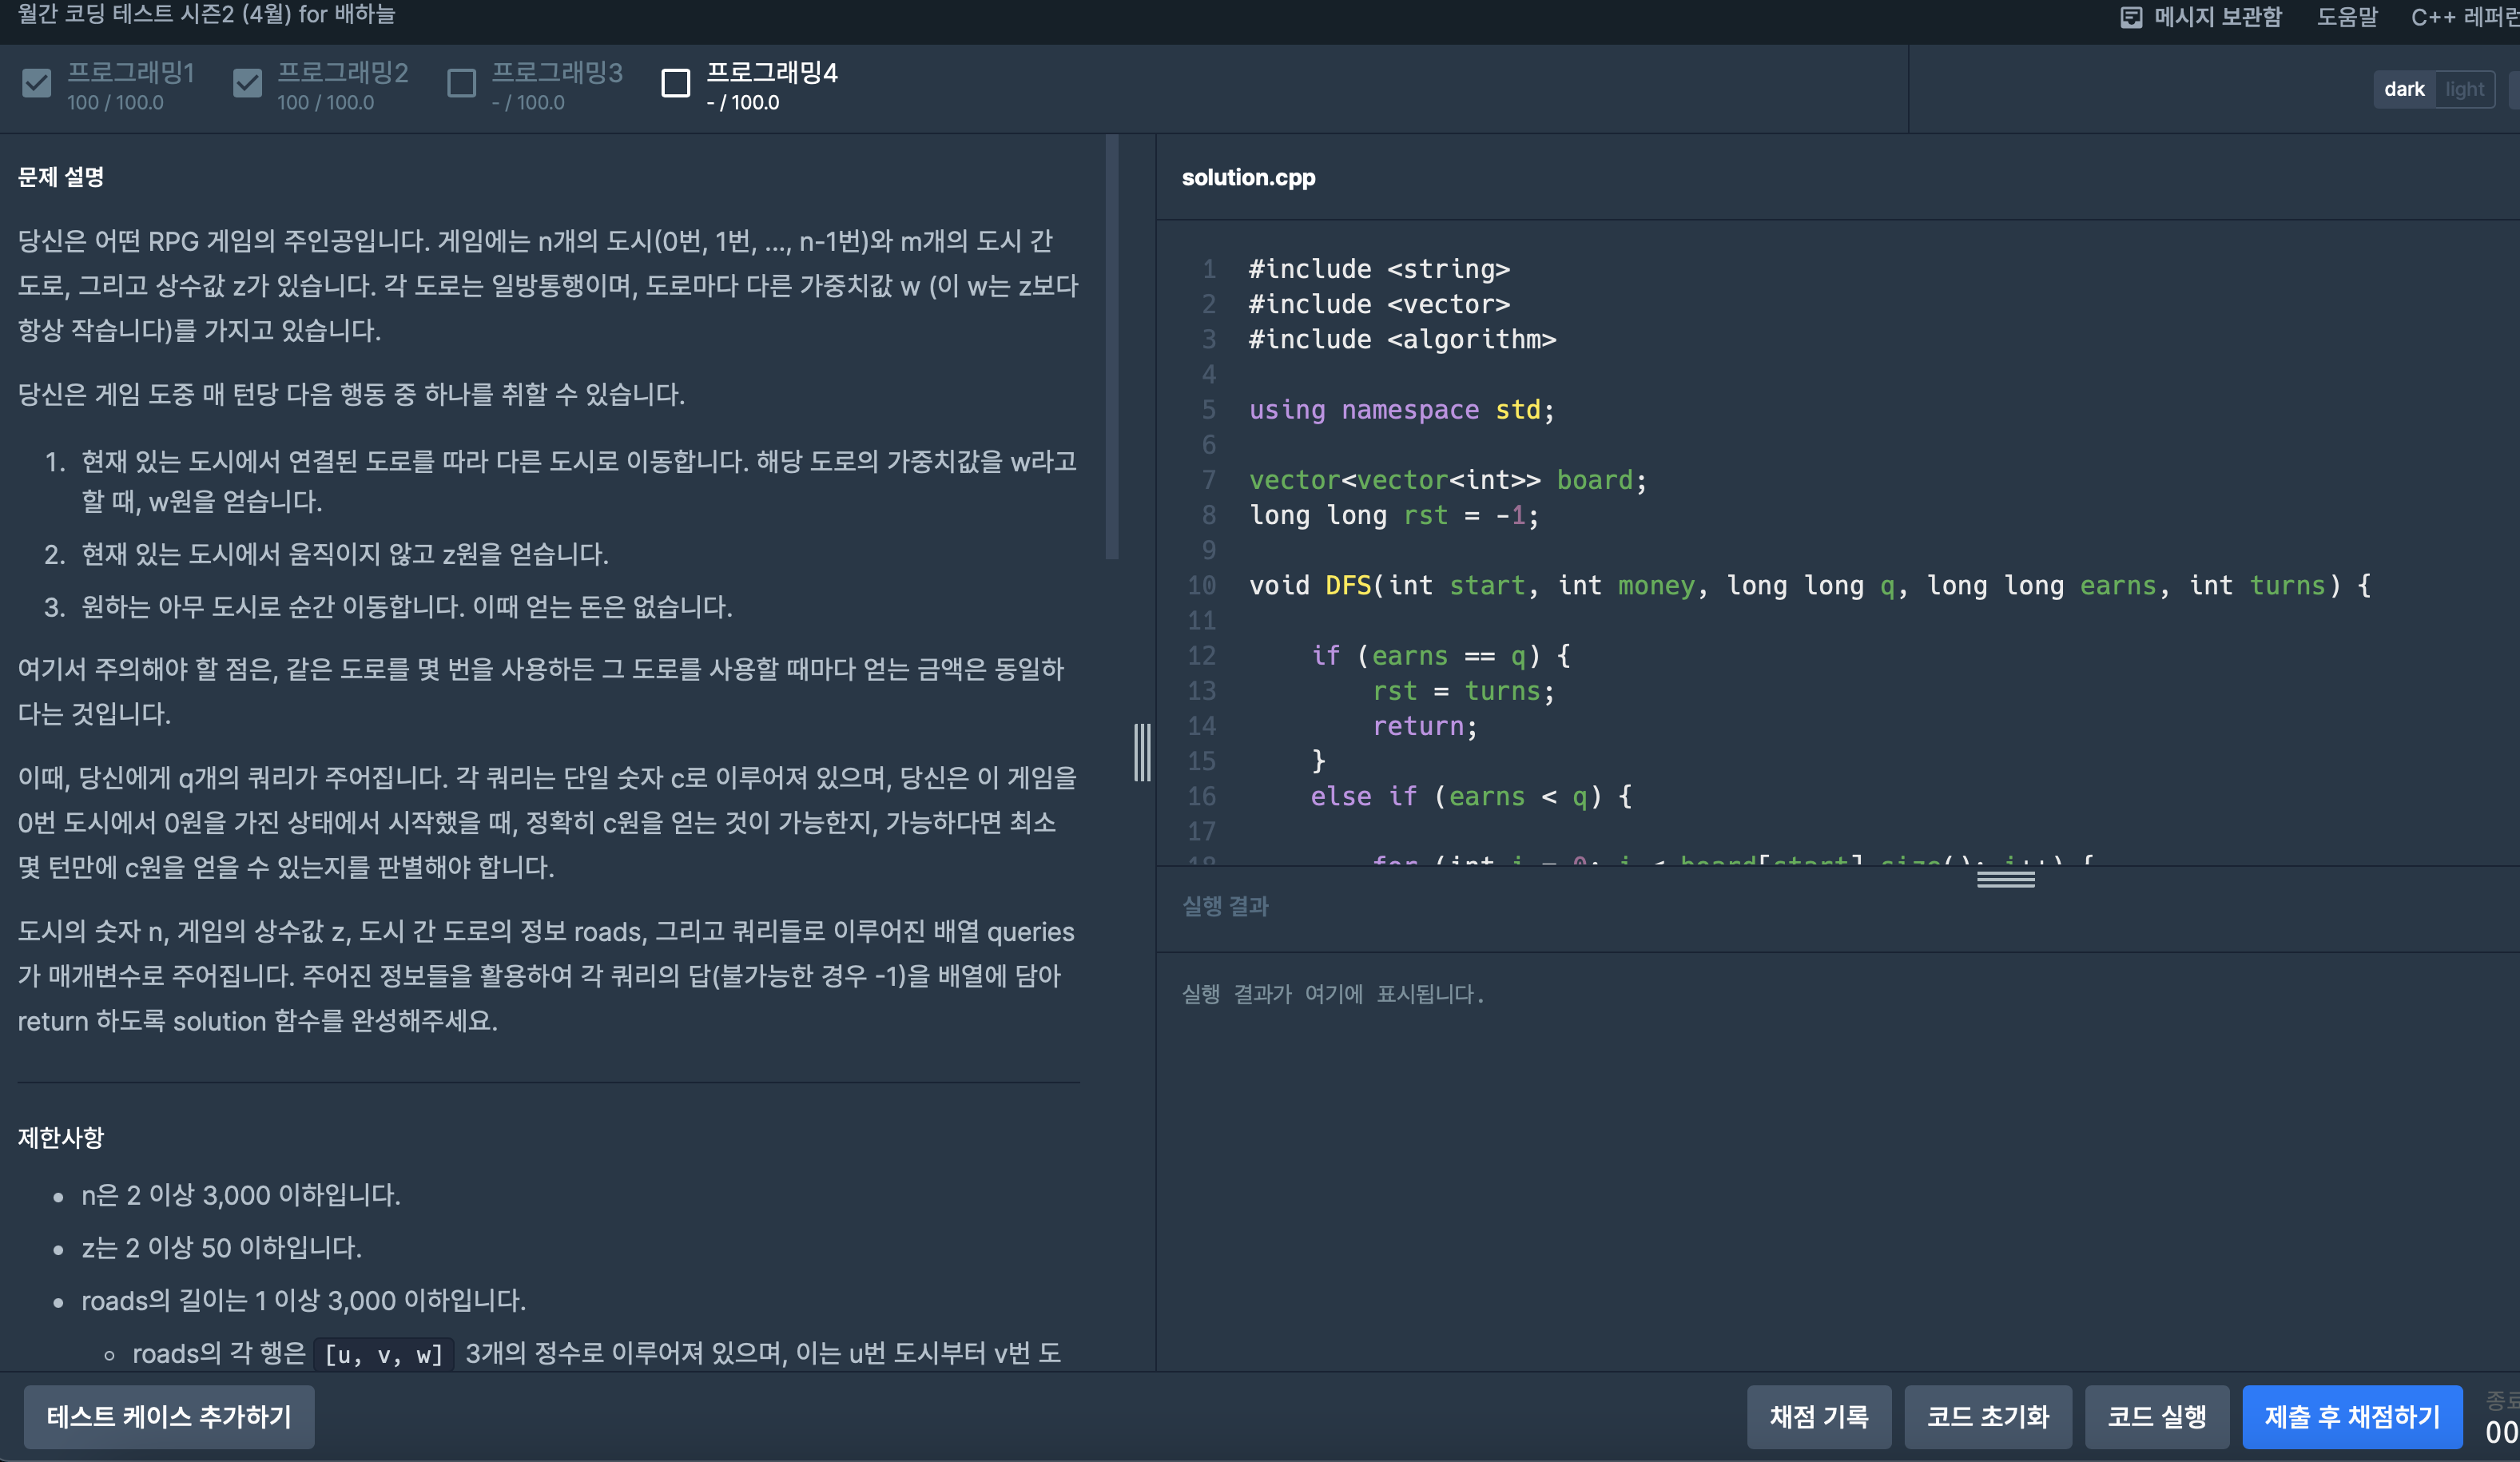 월간 코딩 테스트 시즌2 (4월) for 배하늘
메시지 보관함 도움말 C++ 레퍼런
프로그래밍1
100 / 100.0
프로그래밍2
100 / 100.0
프로그래밍3
- / 100.0
프로그래밍4
- / 100.0
dark light
문제 설명
당신은 어떤 RPG 게임의 주인공입니다. 게임에는 n개의 도시(0번, 1번, ..., n-1번)와 m개의 도시 간
도로, 그리고 상수값 z가 있습니다. 각 도로는 일방통행이며, 도로마다 다른 가중치값 w (이 w는 z보다
항상 작습니다)를 가지고 있습니다.
당신은 게임 도중 매 턴당 다음 행동 중 하나를 취할 수 있습니다.
1. 현재 있는 도시에서 연결된 도로를 따라 다른 도시로 이동합니다. 해당 도로의 가중치값을 w라고
할 때, w원을 얻습니다.
2. 현재 있는 도시에서 움직이지 않고 z원을 얻습니다.
3. 원하는 아무 도시로 순간 이동합니다. 이때 얻는 돈은 없습니다.
여기서 주의해야 할 점은, 같은 도로를 몇 번을 사용하든 그 도로를 사용할 때마다 얻는 금액은 동일하
다는 것입니다.
이때, 당신에게 q개의 쿼리가 주어집니다. 각 쿼리는 단일 숫자 c로 이루어져 있으며, 당신은 이 게임을
0번 도시에서 0원을 가진 상태에서 시작했을 때, 정확히 c원을 얻는 것이 가능한지, 가능하다면 최소
몇 턴만에 c원을 얻을 수 있는지를 판별해야 합니다.
도시의 숫자 n, 게임의 상수값 z, 도시 간 도로의 정보 roads, 그리고 쿼리들로 이루어진 배열 queries
가 매개변수로 주어집니다. 주어진 정보들을 활용하여 각 쿼리의 답(불가능한 경우 -1)을 배열에 담아
return 하도록 solution 함수를 완성해주세요.
제한사항
• n은 2 이상 3,000 이하입니다.
• z는 2 이상 50 이하입니다.
• roads의 길이는 1 이상 3,000 이하입니다.
◦ roads의 각 행은 [u, v, w] 3개의 정수로 이루어져 있으며, 이는 u번 도시부터 v번 도
solution.cpp
1 #include <string>
2 #include <vector>
3 #include <algorithm>
4
5 using namespace std;
6
7 vector<vector<int>> board;
8 long long rst = -1;
9
10 void DFS(int start, int money, long long q, long long earns, int turns) {
11
12 if (earns == q) {
13 rst = turns;
14 return;
15 }
16 else if (earns < q) {
17
18 for (int i = 0; i < board[start].size(); i++) {
실행 결과
실행 결과가 여기에 표시됩니다.
테스트 케이스 추가하기
채점 기록 코드 초기화 코드 실행 제출 후 채점하기
종료
00